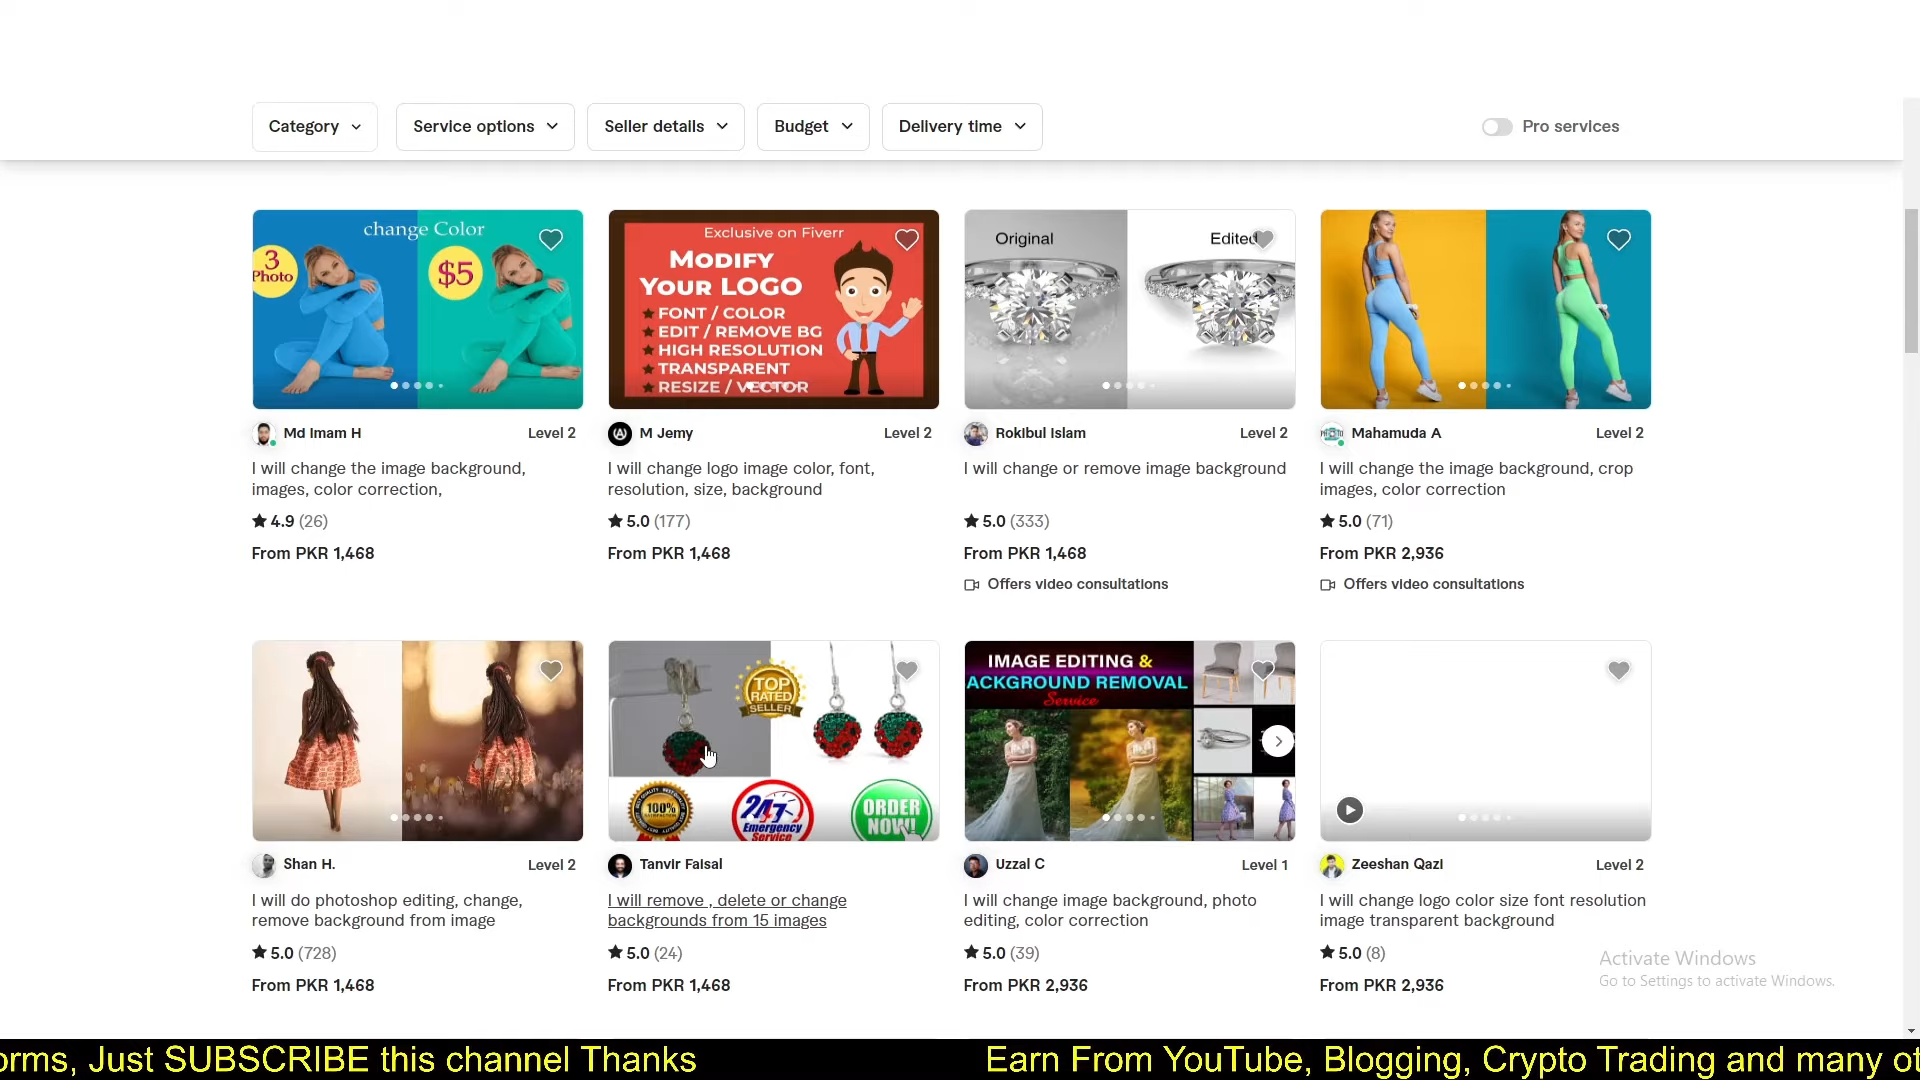 Category
Service options
Seller details
Budget
Delivery time
Pro services
change Color
3
Photo
$5
Exclusive on Fiverr
MODIFY
YOUR LOGO
FONT / COLOR
EDIT / REMOVE BG
HIGH RESOLUTION
TRANSPARENT
RESIZE / VECTOR
Original
Edited
Md Imam H
Level 2
I will change the image background,
images, color correction,
4.9 (26)
From PKR 1,468
M Jemy
Level 2
I will change logo image color, font,
resolution, size, background
5.0 (177)
From PKR 1,468
Rokibul Islam
Level 2
I will change or remove image background
5.0 (333)
From PKR 1,468
Offers video consultations
Mahamuda A
Level 2
I will change the image background, crop
images, color correction
5.0 (71)
From PKR 2,936
Offers video consultations
TOP
RATED
SELLER
100%
24/7
Emergency
Service
ORDER
NOW!
IMAGE EDITING &
ACKGROUND REMOVAL
Service
Shan H.
Level 2
I will do photoshop editing, change,
remove background from image
5.0 (728)
From PKR 1,468
Tanvir Faisal
I will remove , delete or change
backgrounds from 15 images
5.0 (24)
From PKR 1,468
Uzzal C
Level 1
I will change image background, photo
editing, color correction
5.0 (39)
From PKR 2,936
Zeeshan Qazi
Level 2
I will change logo color size font resolution
image transparent background
5.0 (8)
From PKR 2,936
Activate Windows
Go to Settings to activate Windows.
orms, Just SUBSCRIBE this channel Thanks
Earn From YouTube, Blogging, Crypto Trading and many ot